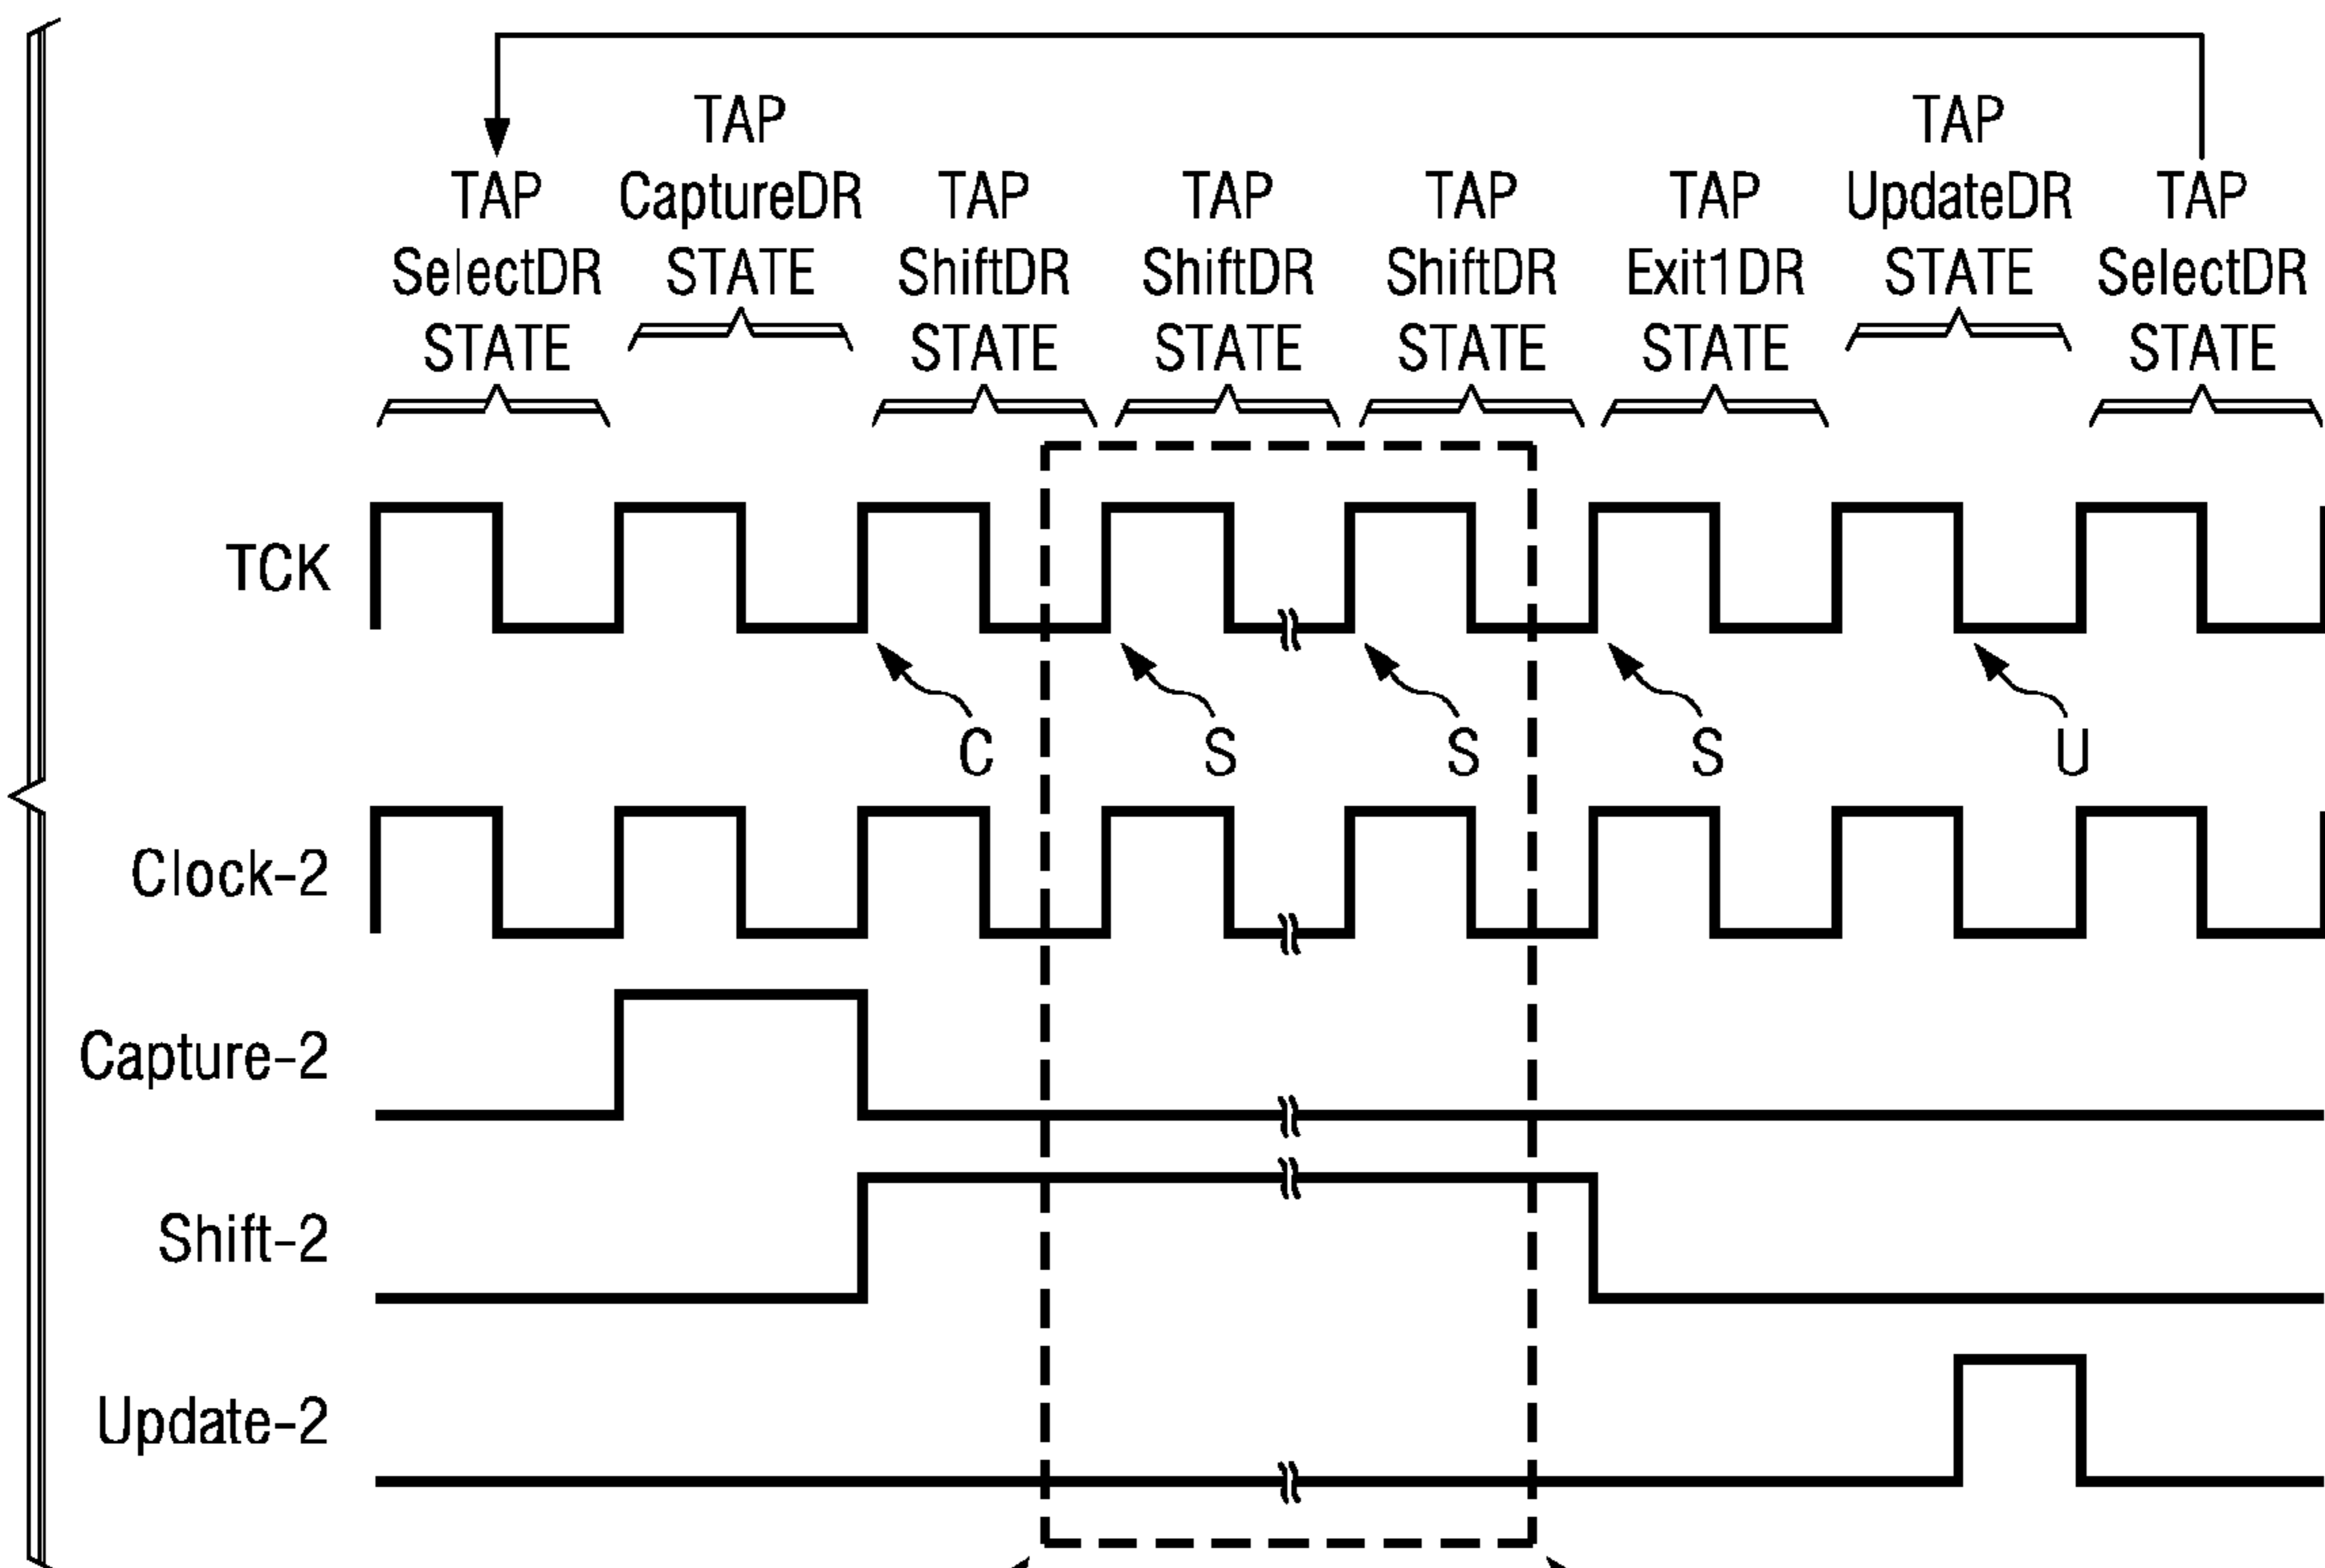 TAP
SelectDR
STATE
TAP
CaptureDR
STATE
TAP
ShiftDR
STATE
TAP
ShiftDR
STATE
TAP
ShiftDR
STATE
TAP
Exit1DR
STATE
TAP
UpdateDR
STATE
TAP
SelectDR
STATE
TCK
C
S
S
S
U
Clock-2
Capture-2
Shift-2
Update-2